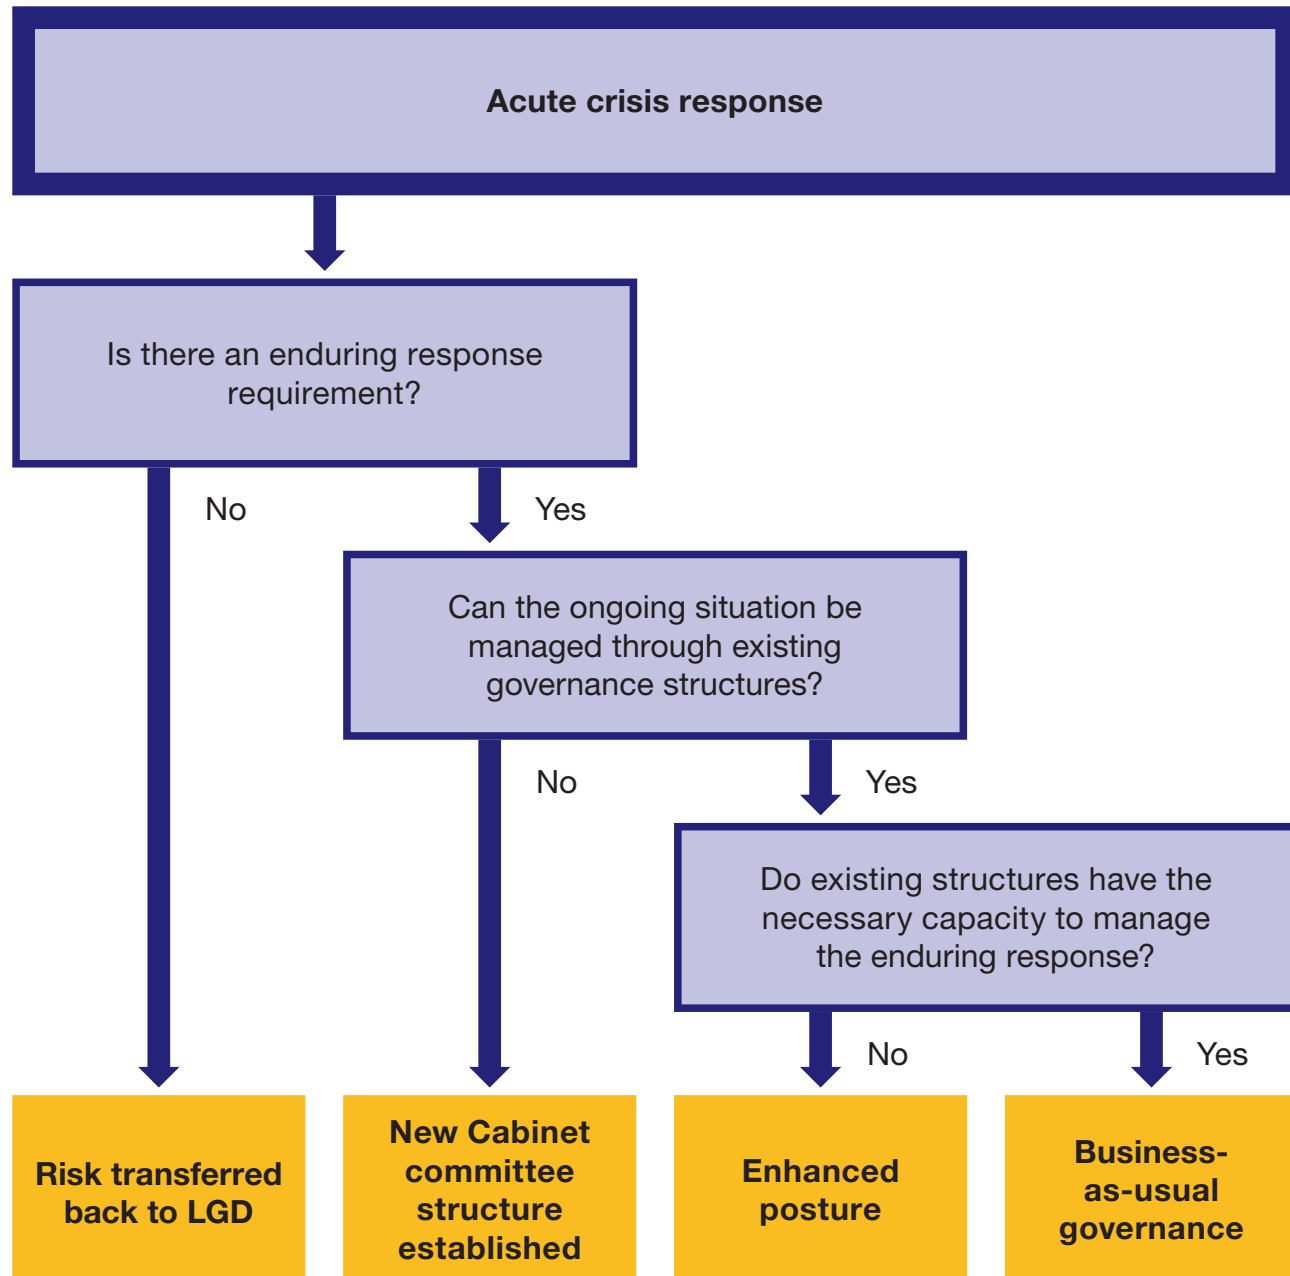 Acute crisis response
Is there an enduring response
requirement?
No
Yes
Can the ongoing situation be
managed through existing
governance structures?
No
Yes
Do existing structures have the
necessary capacity to manage
the enduring response?
No
Yes
Risk transferred
back to LGD
New Cabinet
committee
structure
established
Enhanced
posture
Business-
as-usual
governance